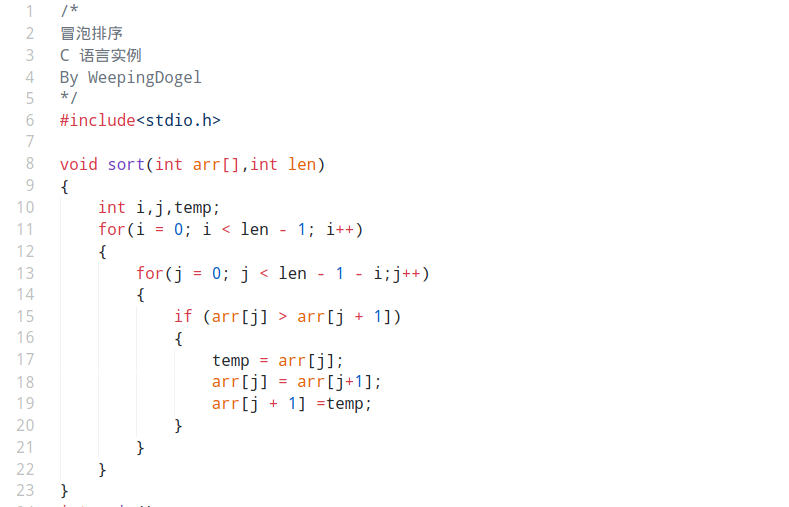 1 /*
2 冒泡排序
3 C 语言实例
4 By WeepingDogel
5 */
6 #include<stdio.h>
7
8 void sort(int arr[],int len)
9 {
10 int i,j,temp;
11 for(i = 0; i < len - 1; i++)
12 {
13 for(j = 0; j < len - 1 - i;j++)
14 {
15 if (arr[j] > arr[j + 1])
16 {
17 temp = arr[j];
18 arr[j] = arr[j+1];
19 arr[j + 1] =temp;
20 }
21 }
22 }
23 }